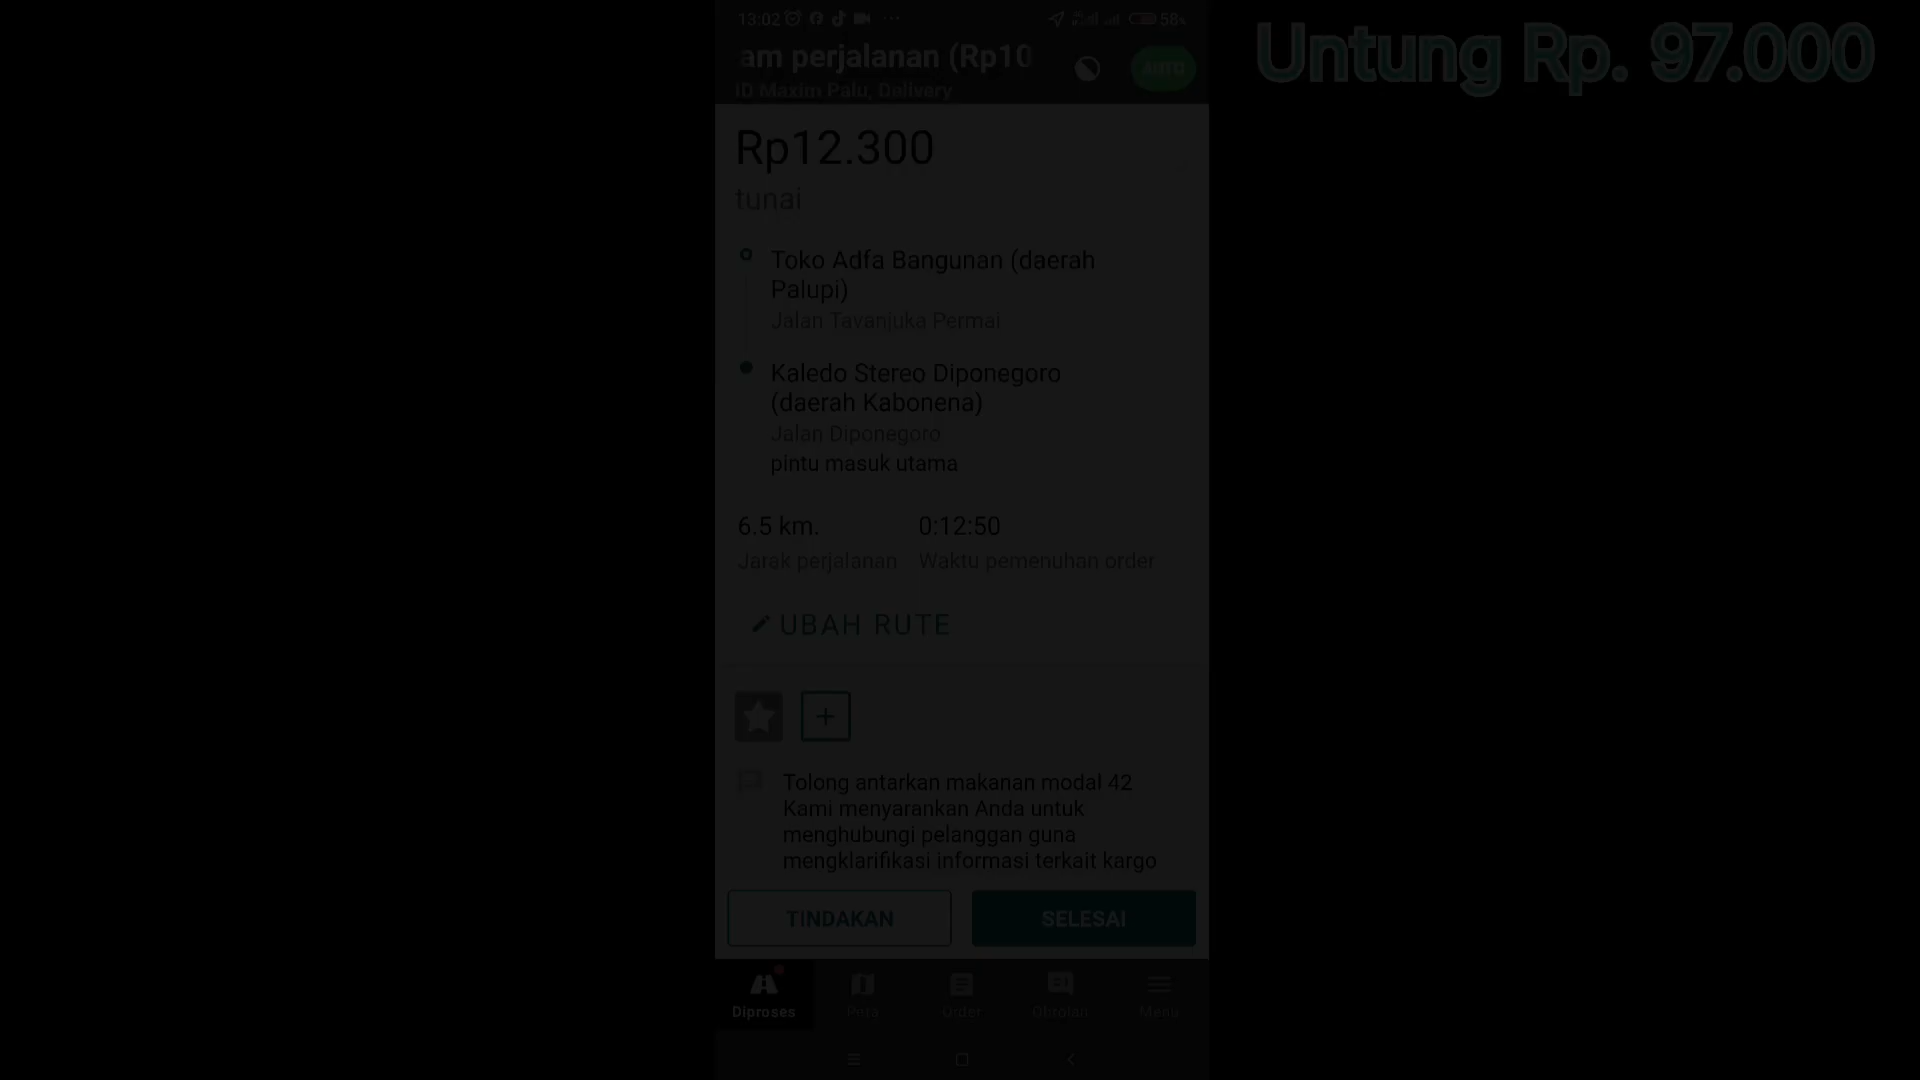 13:02 58%
am perjalanan (Rp10
AUTO
ID Maxim Palu, Delivery
Untung Rp. 97.000
Rp12.300
tunai
Toko Adfa Bangunan (daerah
Palupi)
Jalan Tavanjuka Permai
Kaledo Stereo Diponegoro
(daerah Kabonena)
Jalan Diponegoro
pintu masuk utama
6.5 km. 0:12:50
Jarak perjalanan Waktu pemenuhan order
UBAH RUTE
Tolong antarkan makanan modal 42
Kami menyarankan Anda untuk
menghubungi pelanggan guna
mengklarifikasi informasi terkait kargo
TINDAKAN SELESAI
Diproses Peta Order Obrolan Menu